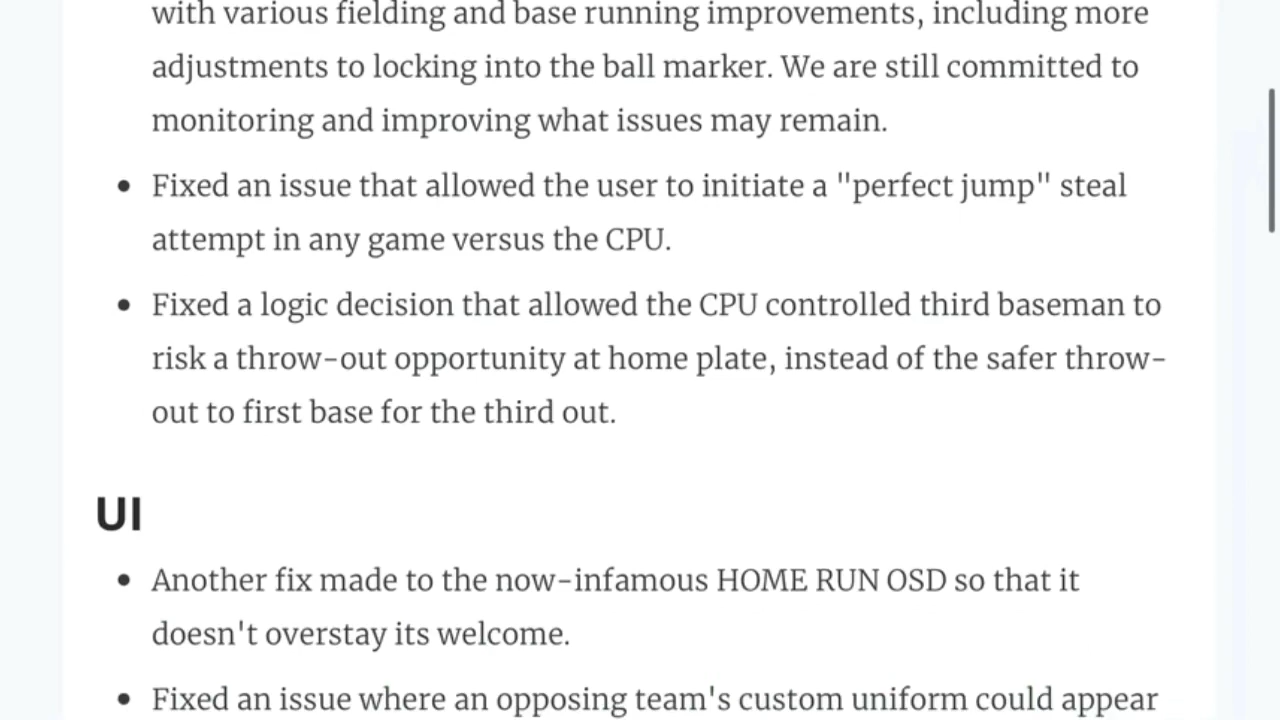 with various fielding and base running improvements, including more
adjustments to locking into the ball marker. We are still committed to
monitoring and improving what issues may remain.
• Fixed an issue that allowed the user to initiate a "perfect jump" steal
attempt in any game versus the CPU.
• Fixed a logic decision that allowed the CPU controlled third baseman to
risk a throw-out opportunity at home plate, instead of the safer throw-
out to first base for the third out.
UI
• Another fix made to the now-infamous HOME RUN OSD so that it
doesn't overstay its welcome.
• Fixed an issue where an opposing team's custom uniform could appear